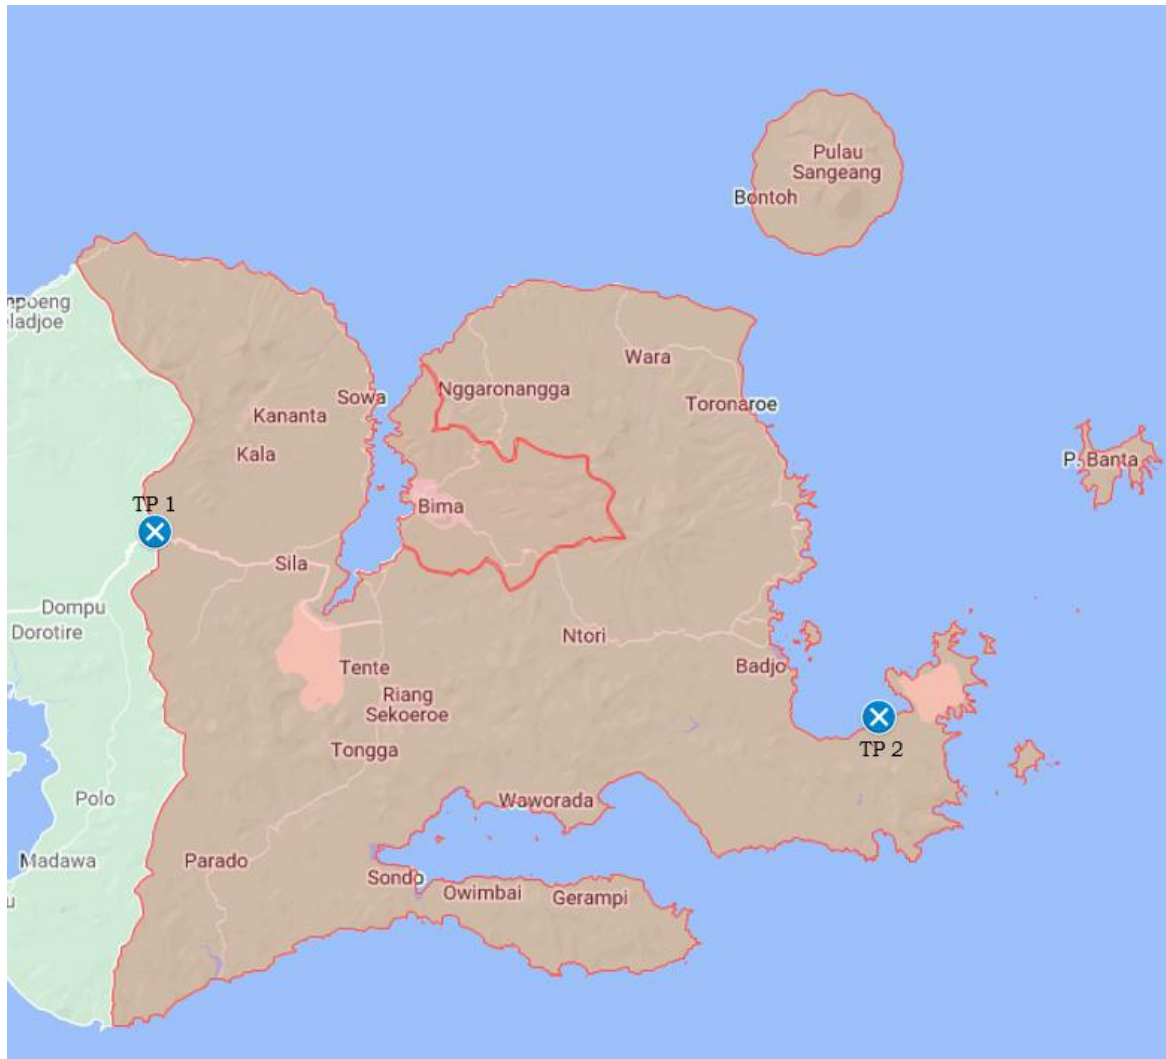 Pulau
Sangeang
Bontoh
npoeng
eladjoe
Wara
Nggaronangga
Sowa
Toronaroe
Kananta
Kala
P. Banta
TP 1
Bima
Sila
Dompu
Dorotire
Ntori
Badjo
Tente
Riang
Sekoeroe
Tongga
TP 2
Polo
Waworada
Madawa
Parado
Sondo
Owimbai
Gerampi
u